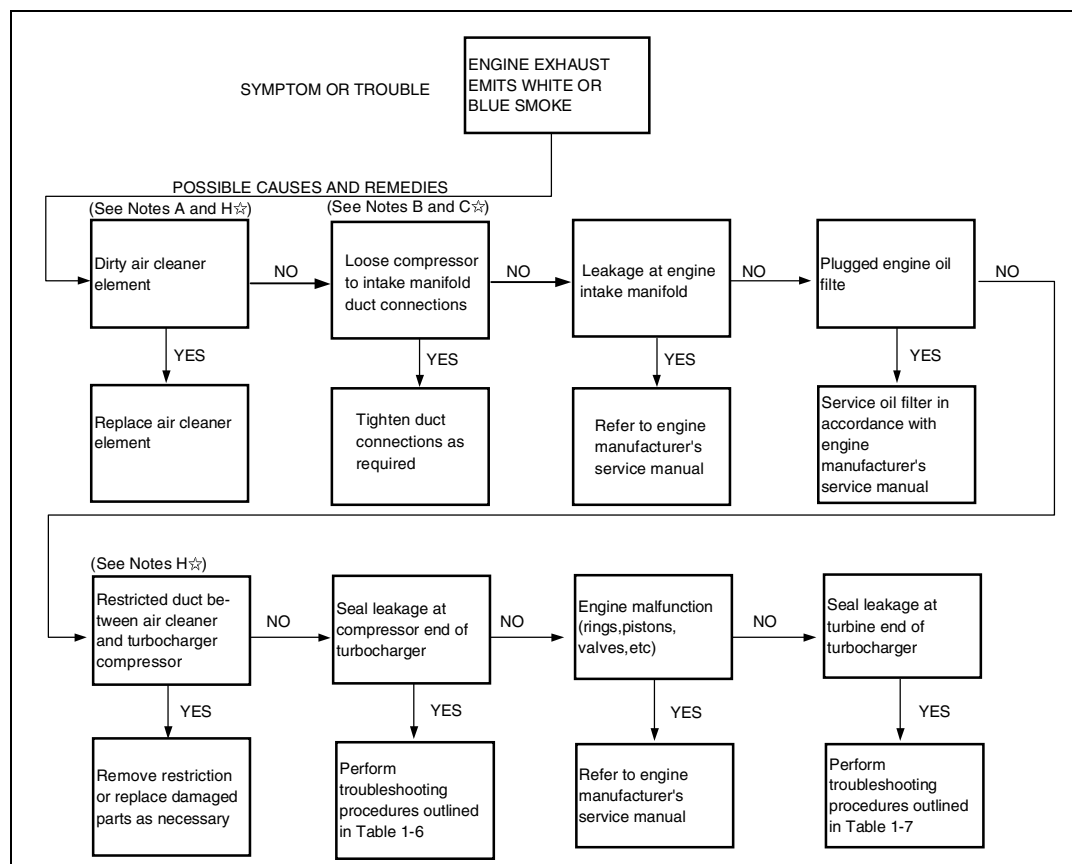 SYMPTOM OR TROUBLE
ENGINE EXHAUST
EMITS WHITE OR
BLUE SMOKE
POSSIBLE CAUSES AND REMEDIES
(See Notes A and H☆)
Dirty air cleaner
element
NO
(See Notes B and C☆)
Loose compressor
to intake manifold
duct connections
NO
Leakage at engine
intake manifold
NO
Plugged engine oil
filte
NO
YES
YES
YES
YES
Replace air cleaner
element
Tighten duct
connections as
required
Refer to engine
manufacturer's
service manual
Service oil filter in
accordance with
engine
manufacturer's
service manual
(See Notes H☆)
Restricted duct be-
tween air cleaner
and turbocharger
compressor
NO
Seal leakage at
compressor end of
turbocharger
NO
Engine malfunction
(rings,pistons,
valves,etc)
NO
Seal leakage at
turbine end of
turbocharger
YES
YES
YES
YES
Remove restriction
or replace damaged
parts as necessary
Perform
troubleshooting
procedures outlined
in Table 1-6
Refer to engine
manufacturer's
service manual
Perform
troubleshooting
procedures outlined
in Table 1-7